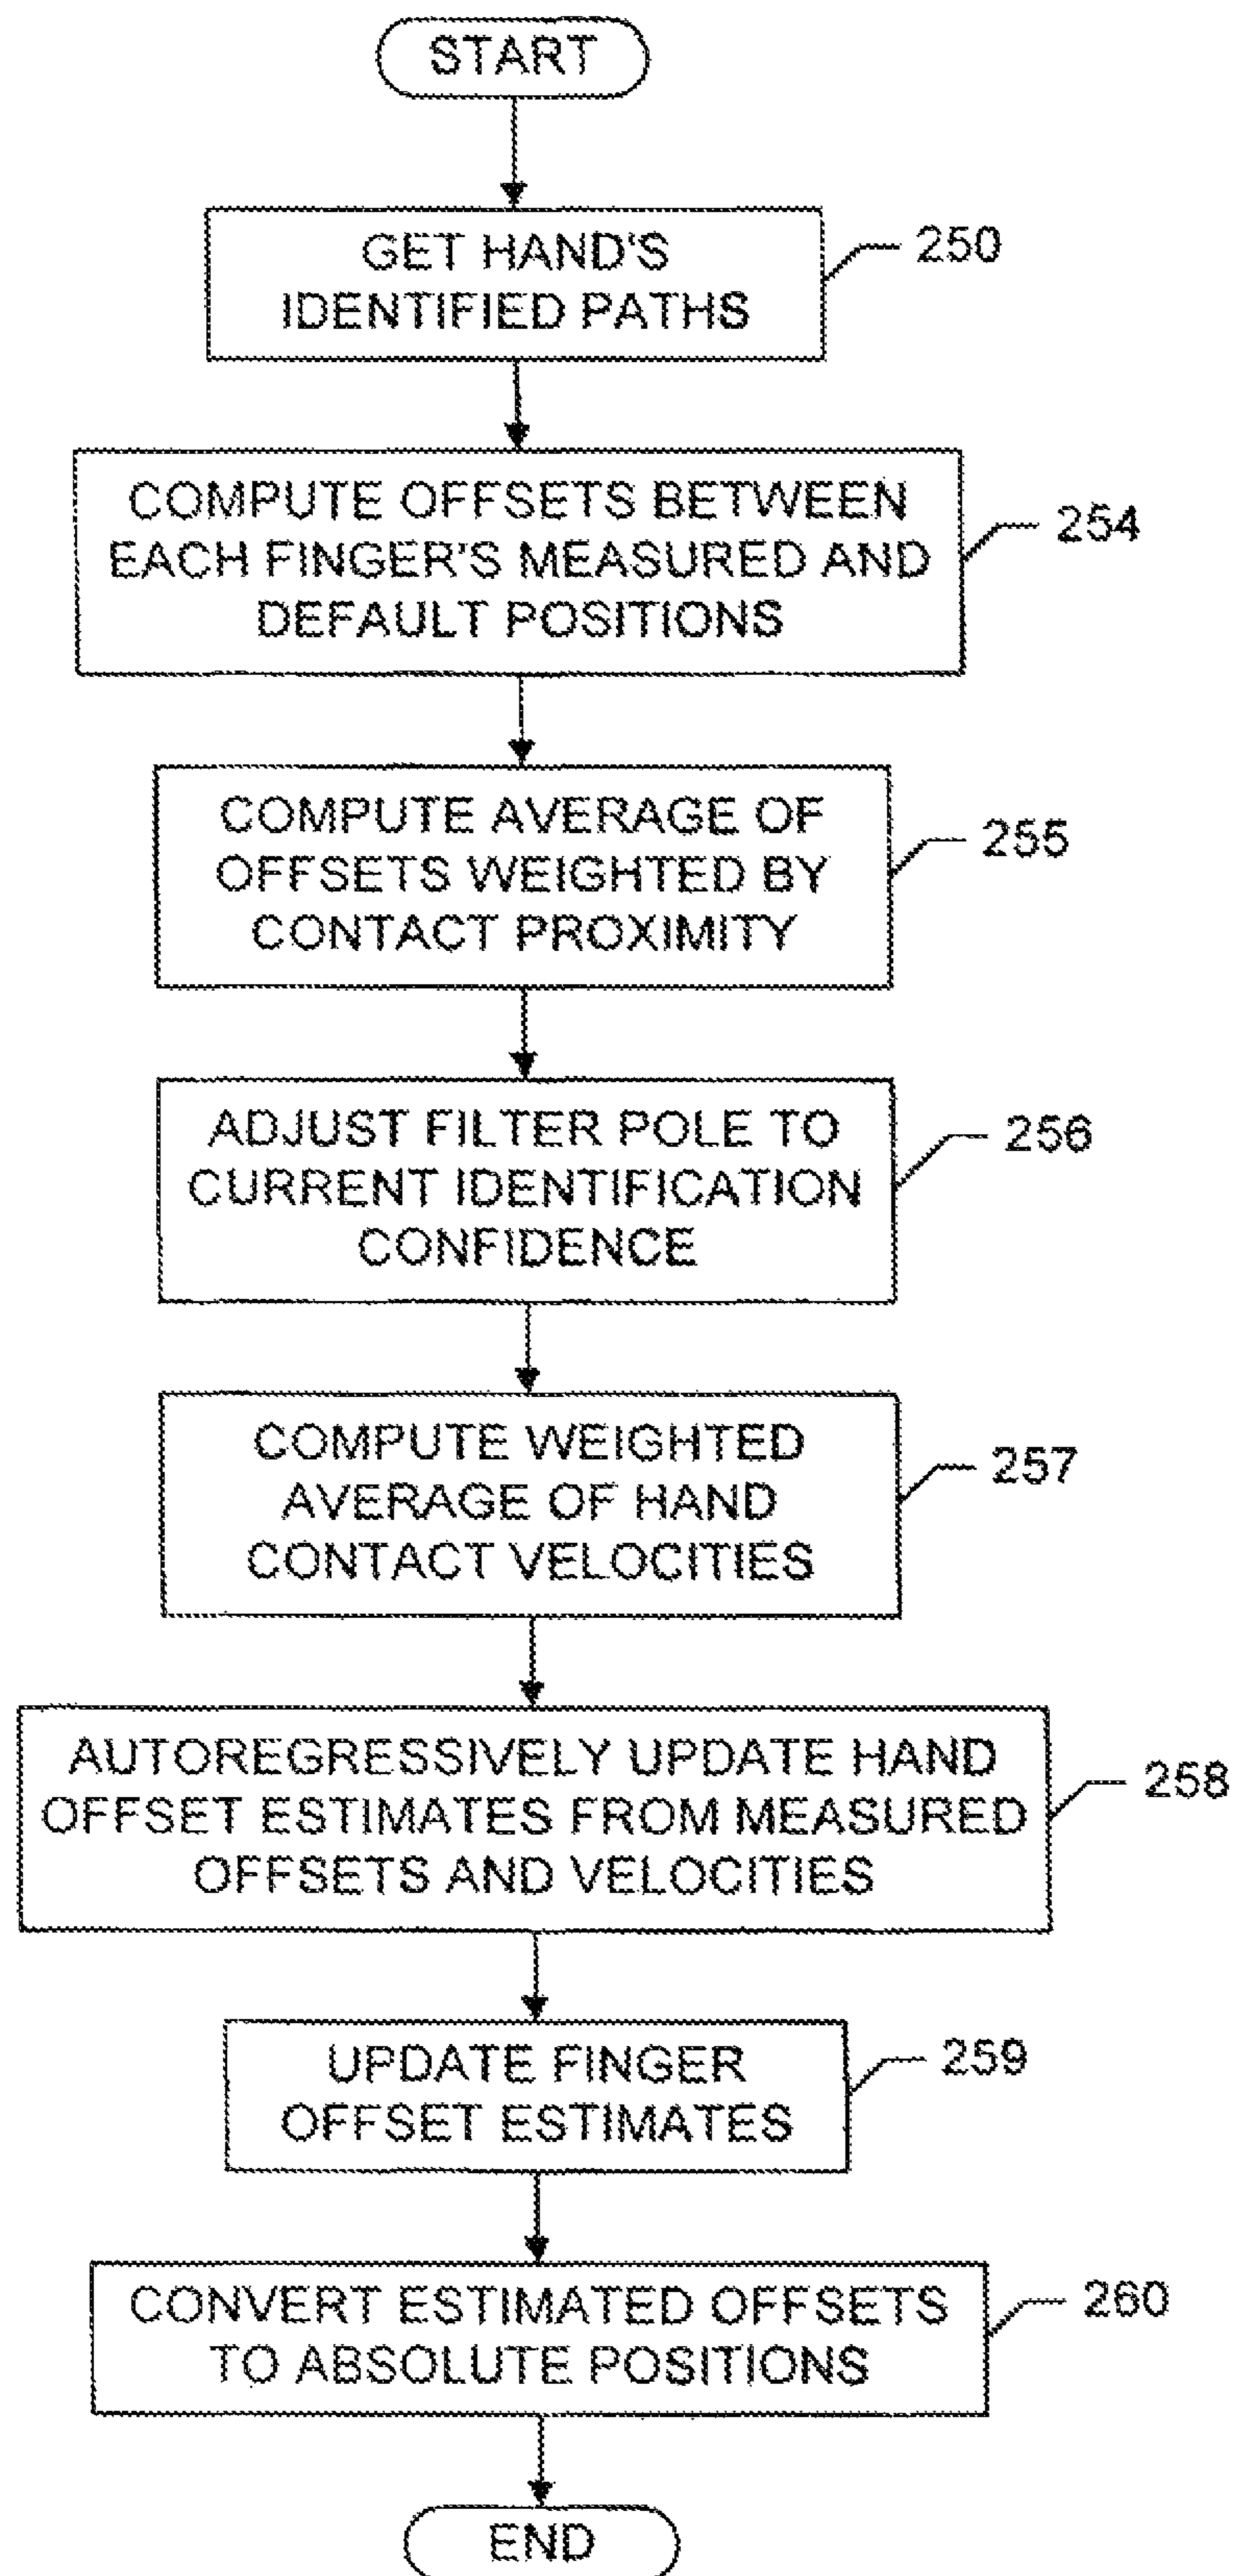 START
GET HAND'S
IDENTIFIED PATHS
250
COMPUTE OFFSETS BETWEEN
EACH FINGER'S MEASURED AND
DEFAULT POSITIONS
254
COMPUTE AVERAGE OF
OFFSETS WEIGHTED BY
CONTACT PROXIMITY
255
ADJUST FILTER POLE TO
CURRENT IDENTIFICATION
CONFIDENCE
256
COMPUTE WEIGHTED
AVERAGE OF HAND
CONTACT VELOCITIES
257
AUTOREGRESSIVELY UPDATE HAND
OFFSET ESTIMATES FROM MEASURED
OFFSETS AND VELOCITIES
258
UPDATE FINGER
OFFSET ESTIMATES
259
CONVERT ESTIMATED OFFSETS
TO ABSOLUTE POSITIONS
260
END